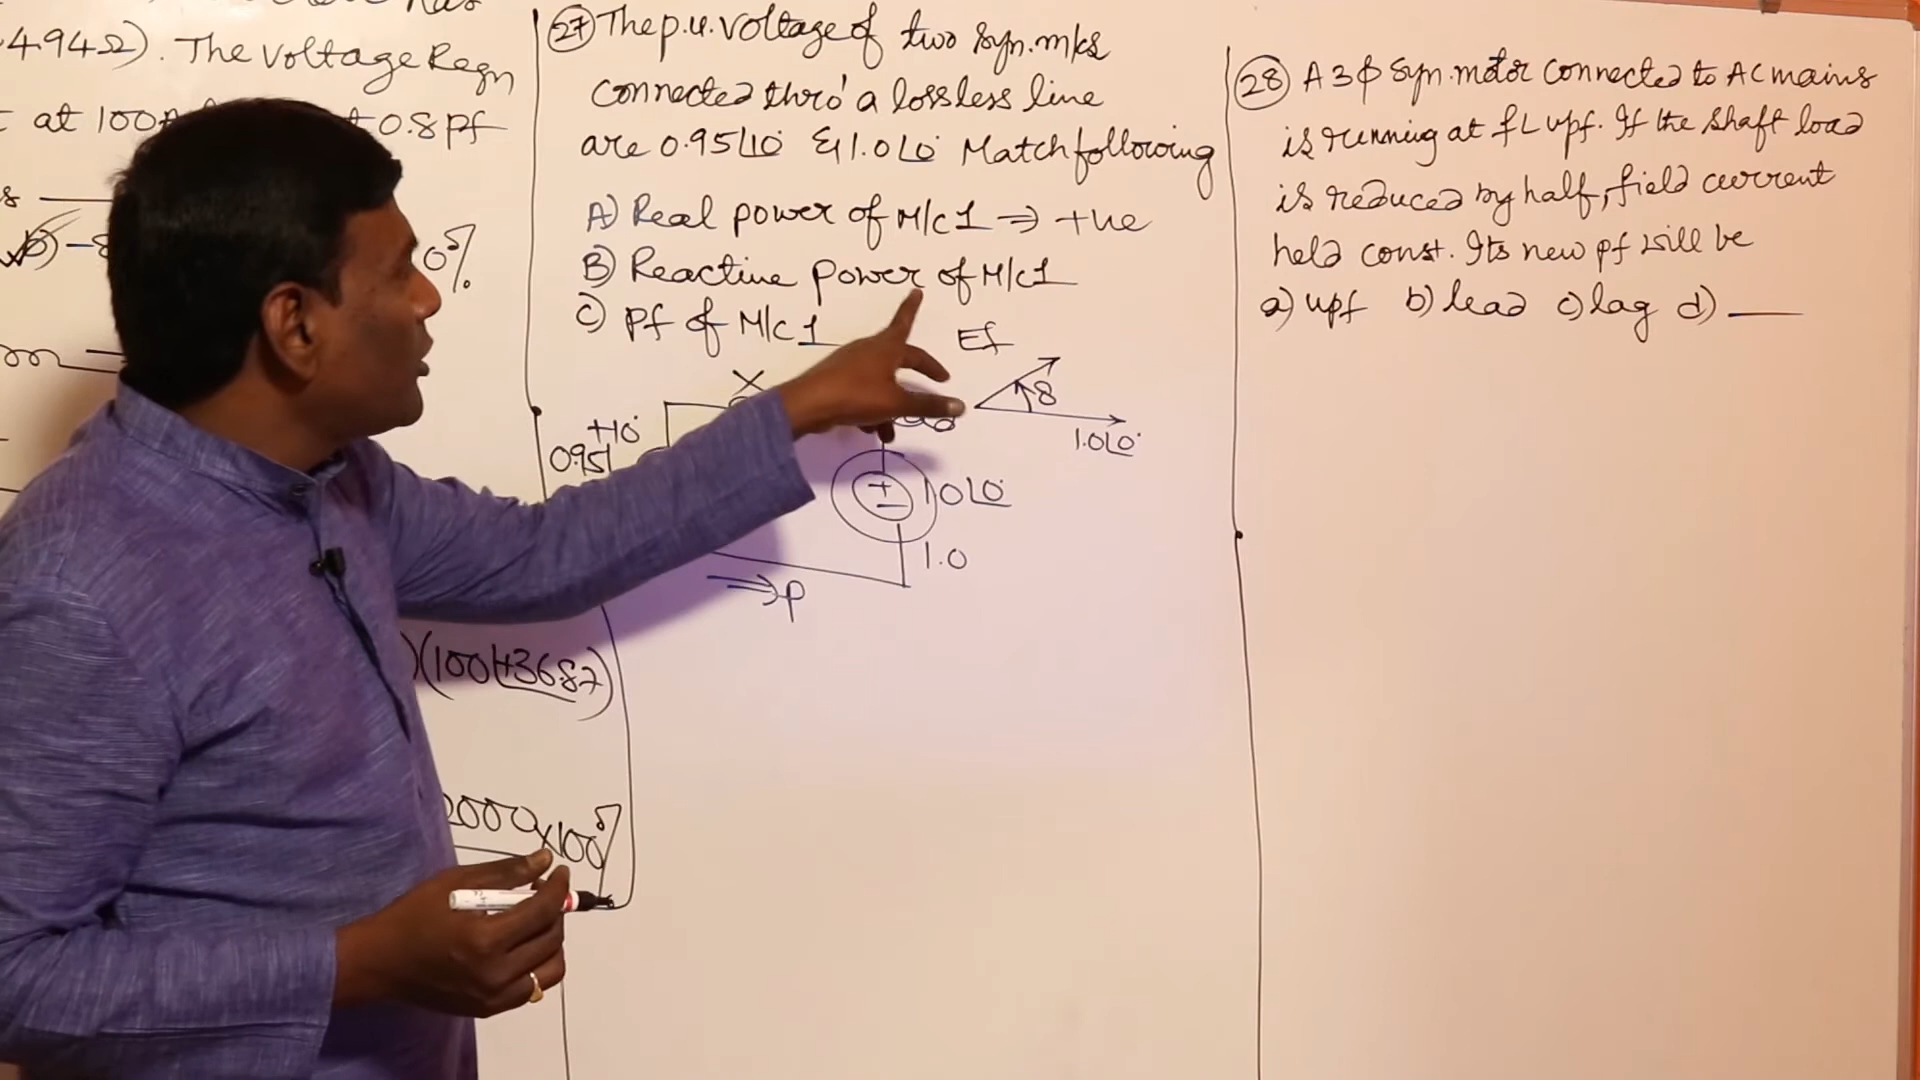 4.94Ω). The Voltage Regn
at 100A 0.8 pf
0%
(27) The p.u. voltage of two syn. m/cs
connected thro' a lossless line
are 0.95∠10° & 1.0∠0° Match following
A) Real power of M/c 1 ⇒ +ve
B) Reactive power of M/c 1
C) pf of M/c 1
X
Ef
δ
1.0∠0°
+10°
0.95∠
+
−
1.0∠0°
1.0
⇒ P
)(100∠+36.87)
2000 × 100%
(28) A 3ϕ syn. motor connected to AC mains
is running at fL upf. If the shaft load
is reduced by half, field current
held const. Its new pf will be
a) upf b) lead c) lag d) ____